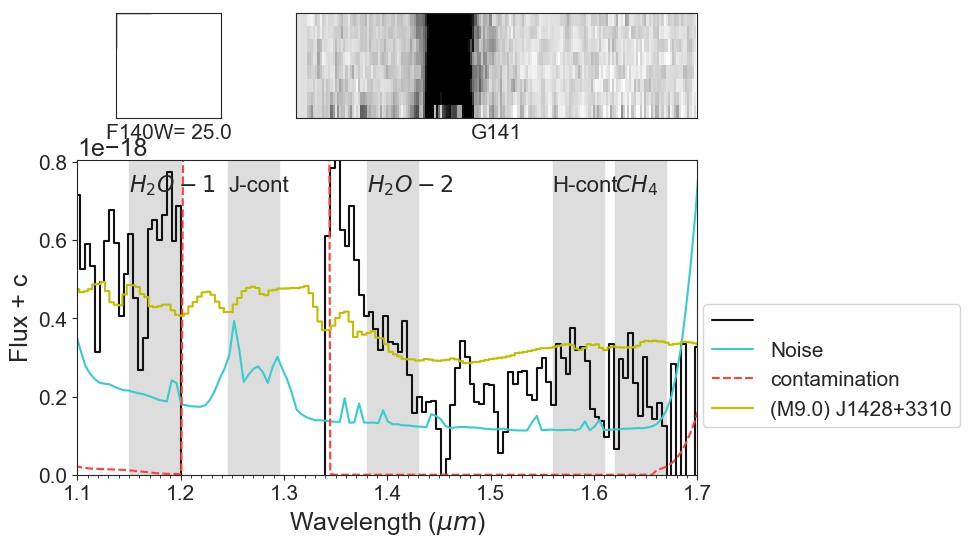 F140W= 25.0
G141
1e−18
H₂O − 1 J-cont H₂O − 2 H-cont CH₄
0.8
0.6
0.4
0.2
0.0
Flux + c
1.1 1.2 1.3 1.4 1.5 1.6 1.7
Wavelength (μm)
Noise
contamination
(M9.0) J1428+3310